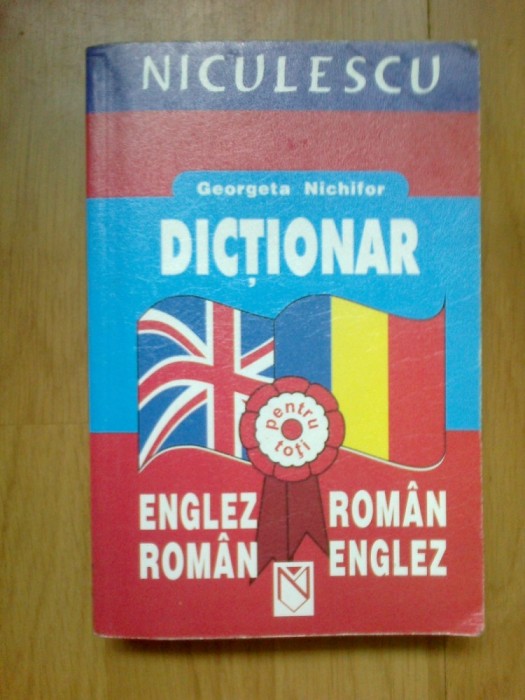 NICULESCU
Georgeta Nichifor
DICȚIONAR
pentru
toți
ENGLEZ ROMÂN
ROMÂN ENGLEZ